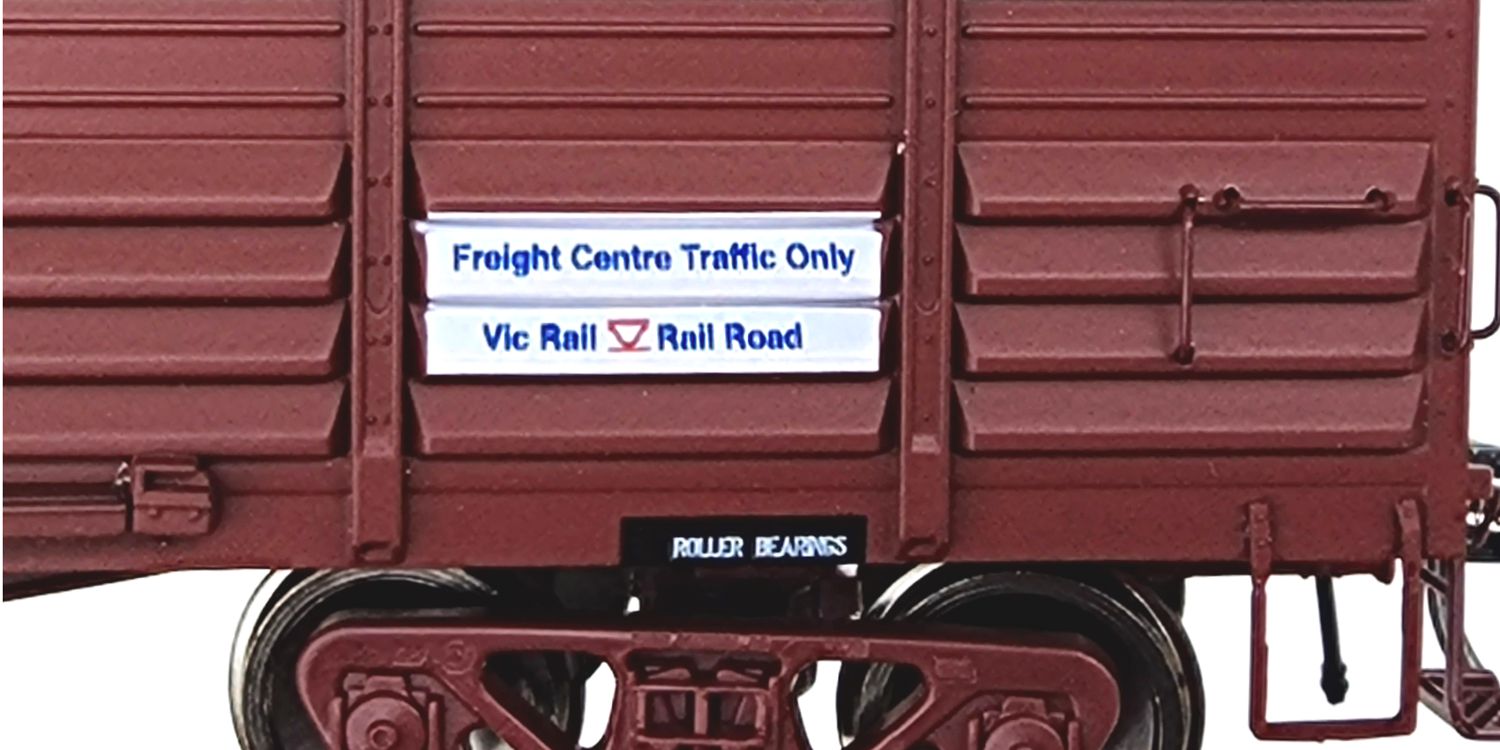 Freight Centre Traffic Only
Vic Rail Rail Road
ROLLER BEARINGS